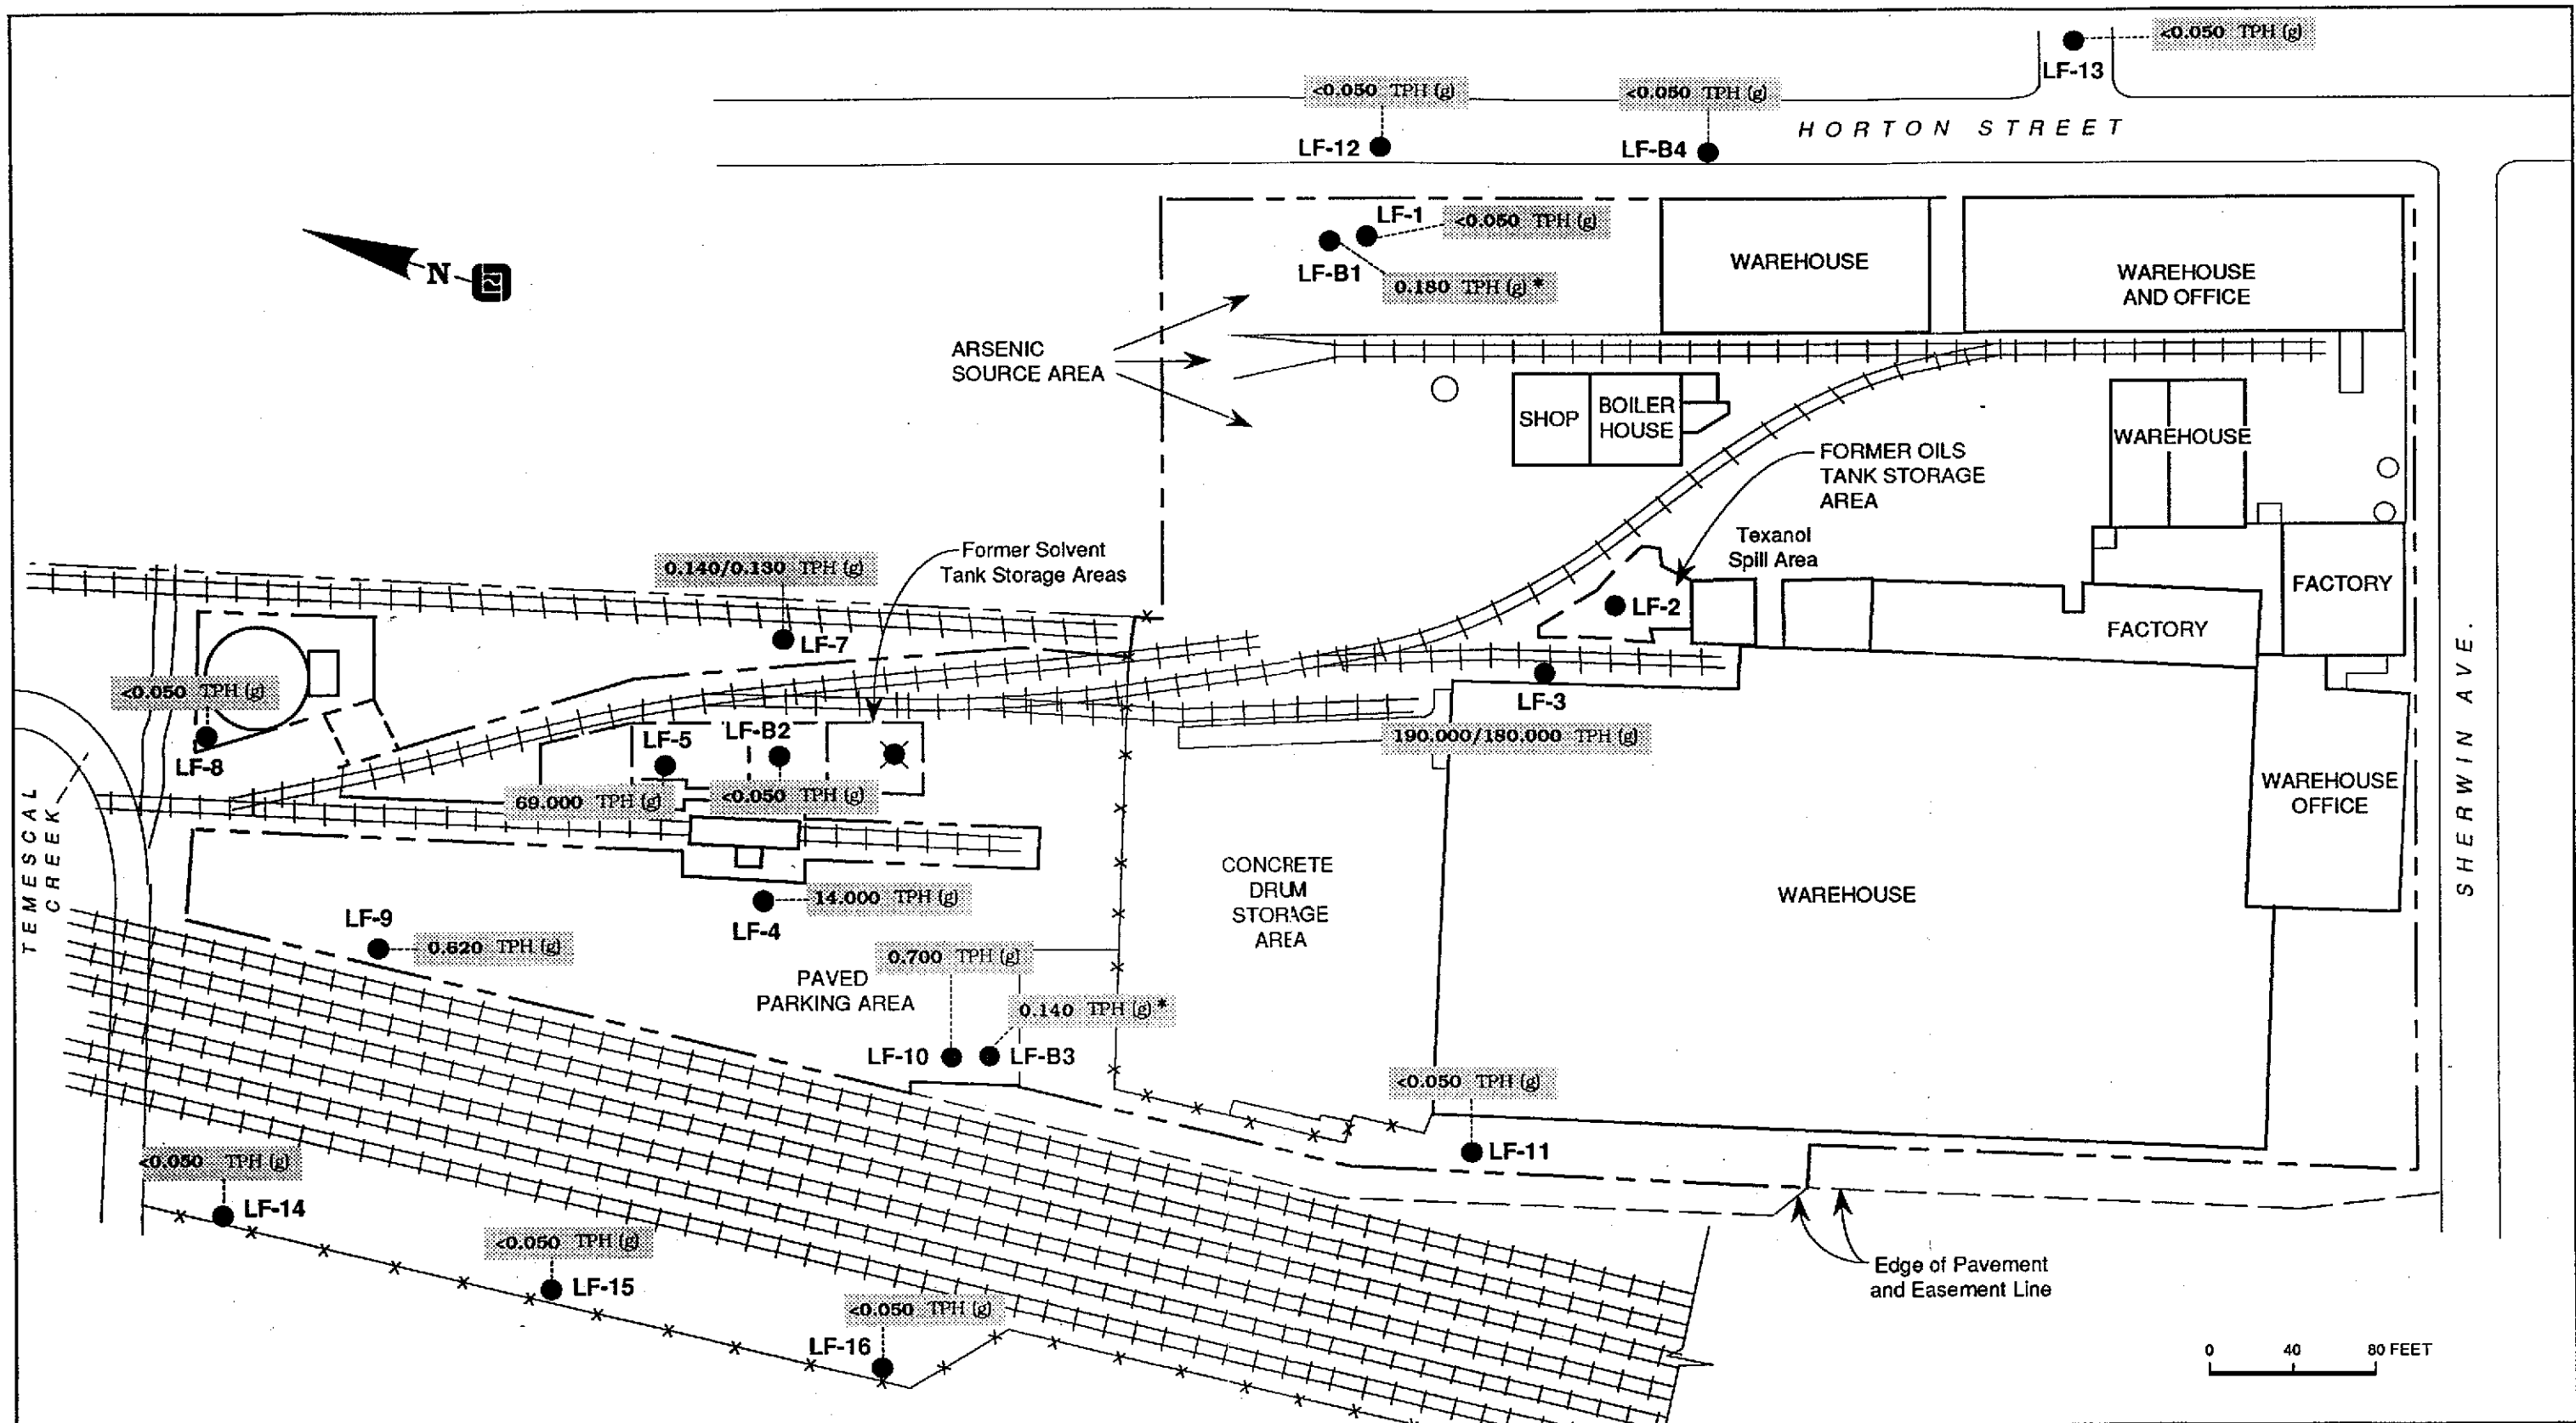 <0.050 TPH (g)
LF-13
<0.050 TPH (g)
<0.050 TPH (g)
HORTON STREET
LF-12
LF-B4
LF-1
<0.050 TPH (g)
LF-B1
0.180 TPH (g) *
WAREHOUSE
WAREHOUSE
AND OFFICE
N
ARSENIC
SOURCE AREA
SHOP
BOILER
HOUSE
WAREHOUSE
FORMER OILS
TANK STORAGE
AREA
Texanol
Spill Area
Former Solvent
Tank Storage Areas
0.140/0.130 TPH (g)
LF-7
LF-2
FACTORY
FACTORY
<0.050 TPH (g)
LF-8
LF-5
LF-B2
LF-3
190.000/180.000 TPH (g)
69.000 TPH (g)
<0.050 TPH (g)
WAREHOUSE
OFFICE
SHERWIN AVE.
TEMESCAL
CREEK
CONCRETE
DRUM
STORAGE
AREA
WAREHOUSE
14.000 TPH (g)
LF-4
LF-9
0.620 TPH (g)
0.700 TPH (g)
PAVED
PARKING AREA
0.140 TPH (g) *
LF-10
LF-B3
<0.050 TPH (g)
LF-11
<0.050 TPH (g)
LF-14
<0.050 TPH (g)
LF-15
<0.050 TPH (g)
LF-16
Edge of Pavement
and Easement Line
0 40 80 FEET